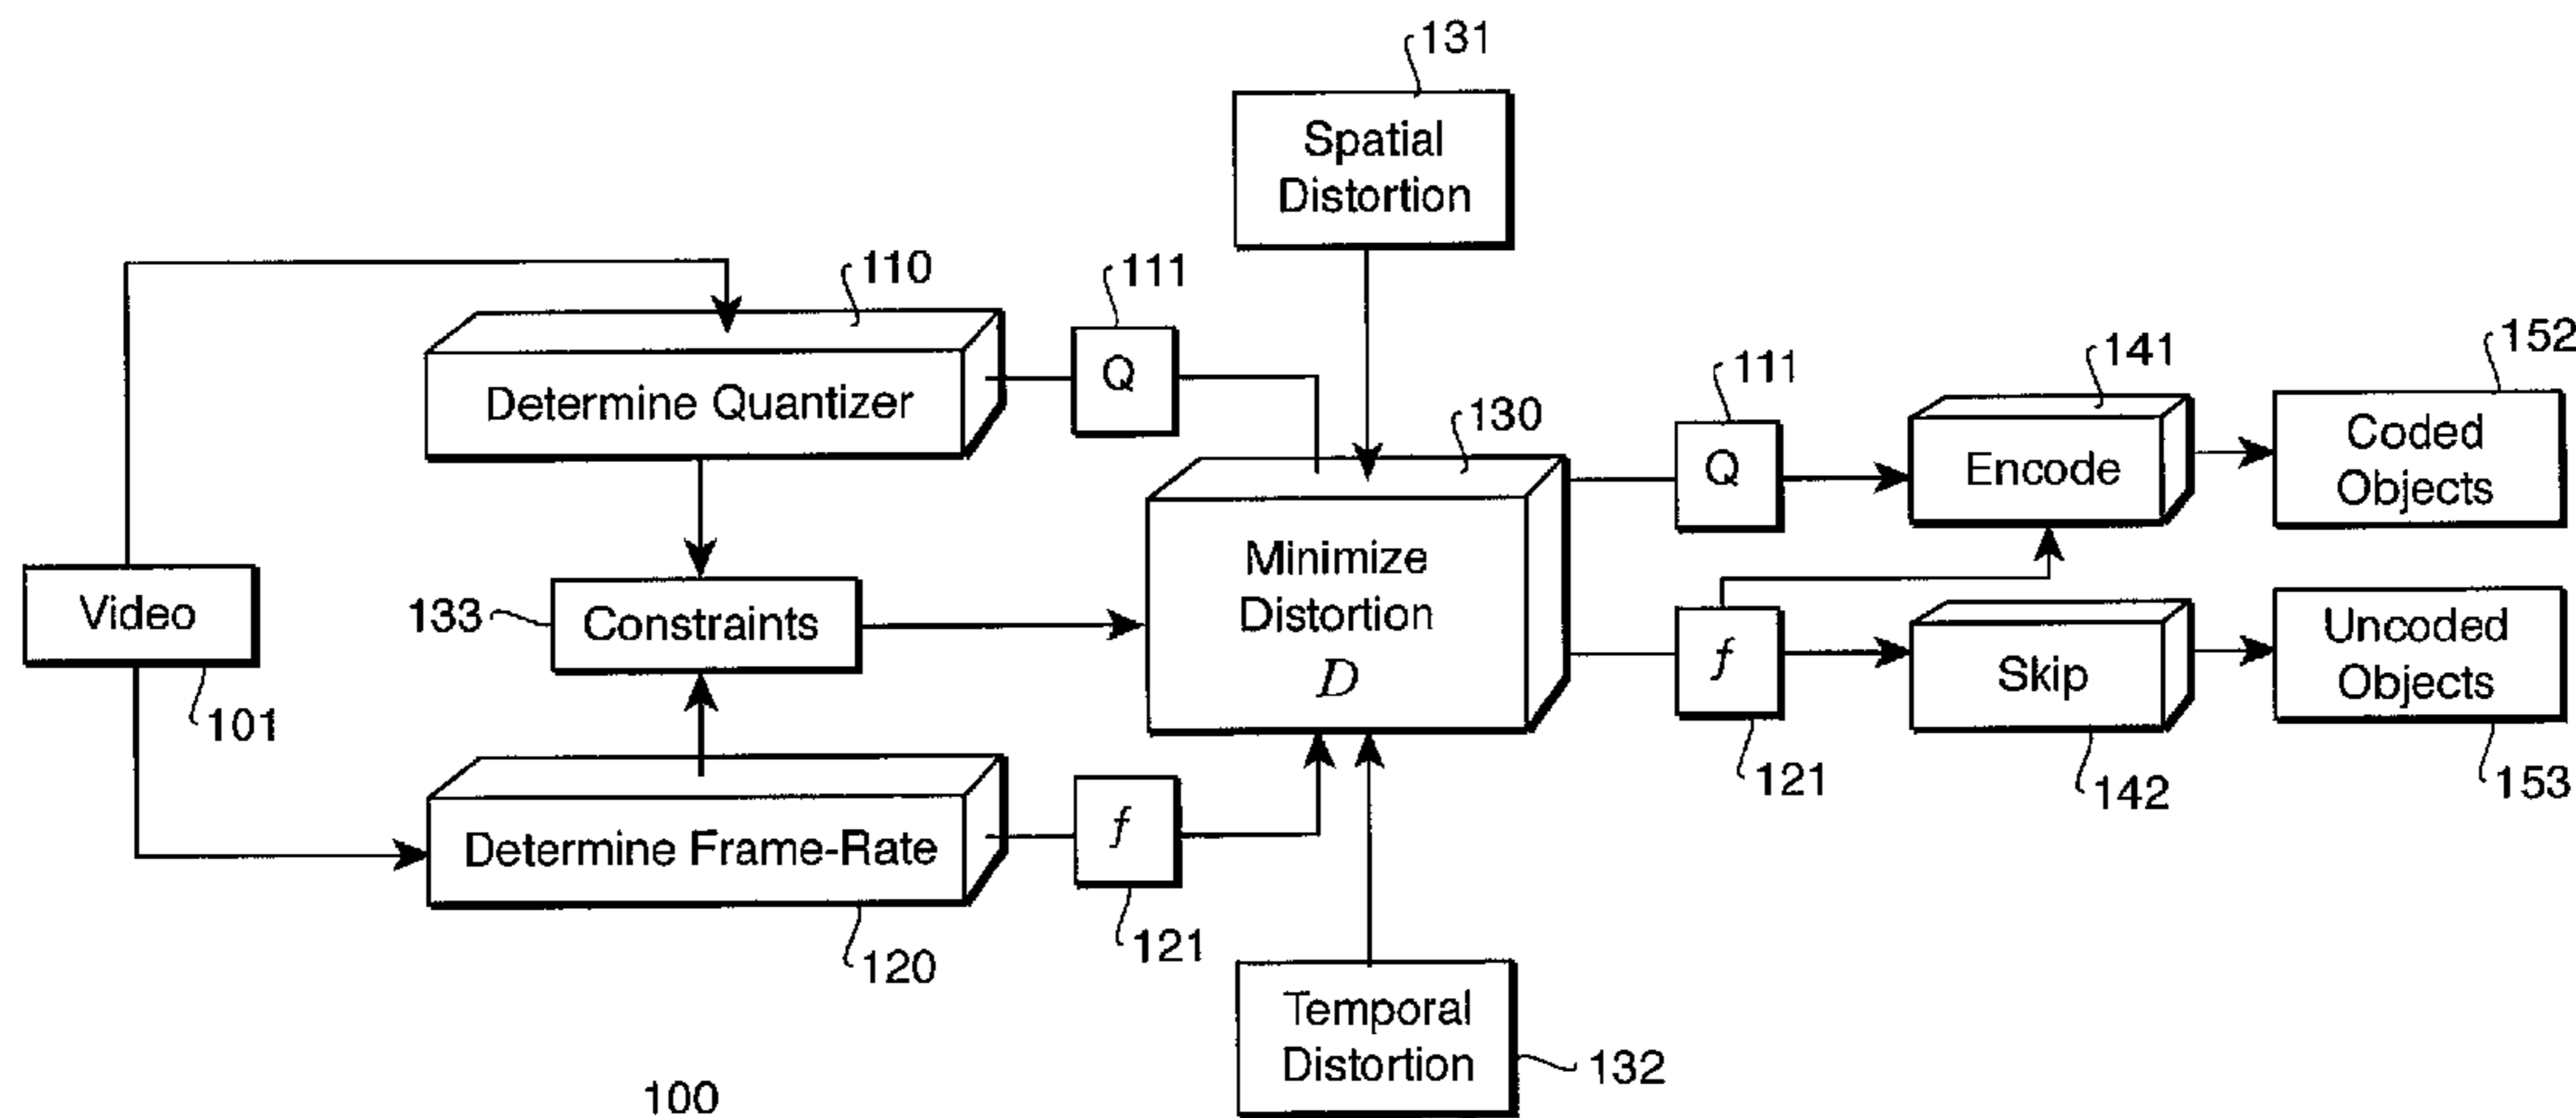 131
Spatial
Distortion
110
111
Q
Determine Quantizer
130
111
Q
141
Encode
152
Coded
Objects
Video
101
133
Constraints
Minimize
Distortion
D
f
121
Skip
142
Uncoded
Objects
153
Determine Frame-Rate
120
f
121
Temporal
Distortion
132
100